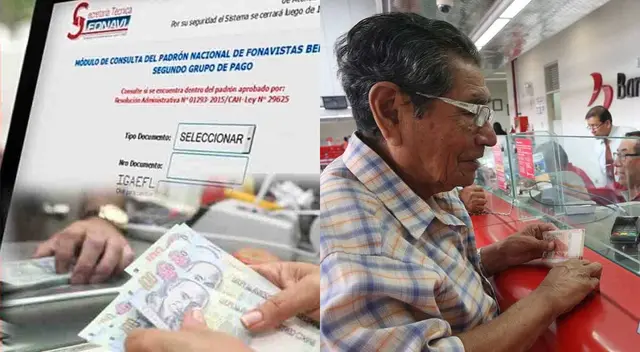 Secretaría Técnica
FONAVI
Por su seguridad el Sistema se cerrará luego de
MÓDULO DE CONSULTA DEL PADRÓN NACIONAL DE FONAVISTAS BE
SEGUNDO GRUPO DE PAGO
Consulte si se encuentra dentro del padrón aprobado por:
Resolución Administrativa N° 01293-2015/CAH-Ley N° 29625
Tipo Documento:
SELECCIONAR
Nro Documento:
IGAEFL
Ban